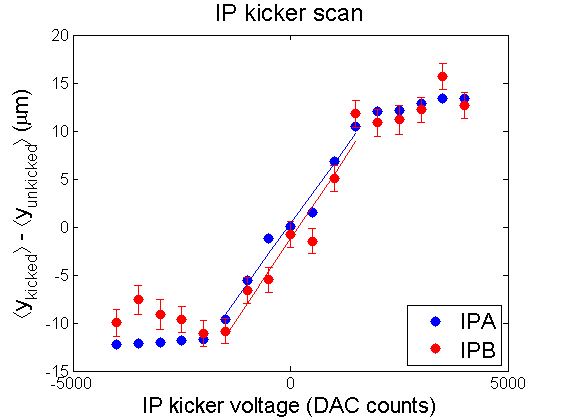 IP kicker scan
⟨y_kicked⟩ - ⟨y_unkicked⟩ (μm)
20
15
10
5
0
-5
-10
-15
-5000 0 5000
IP kicker voltage (DAC counts)
IPA
IPB